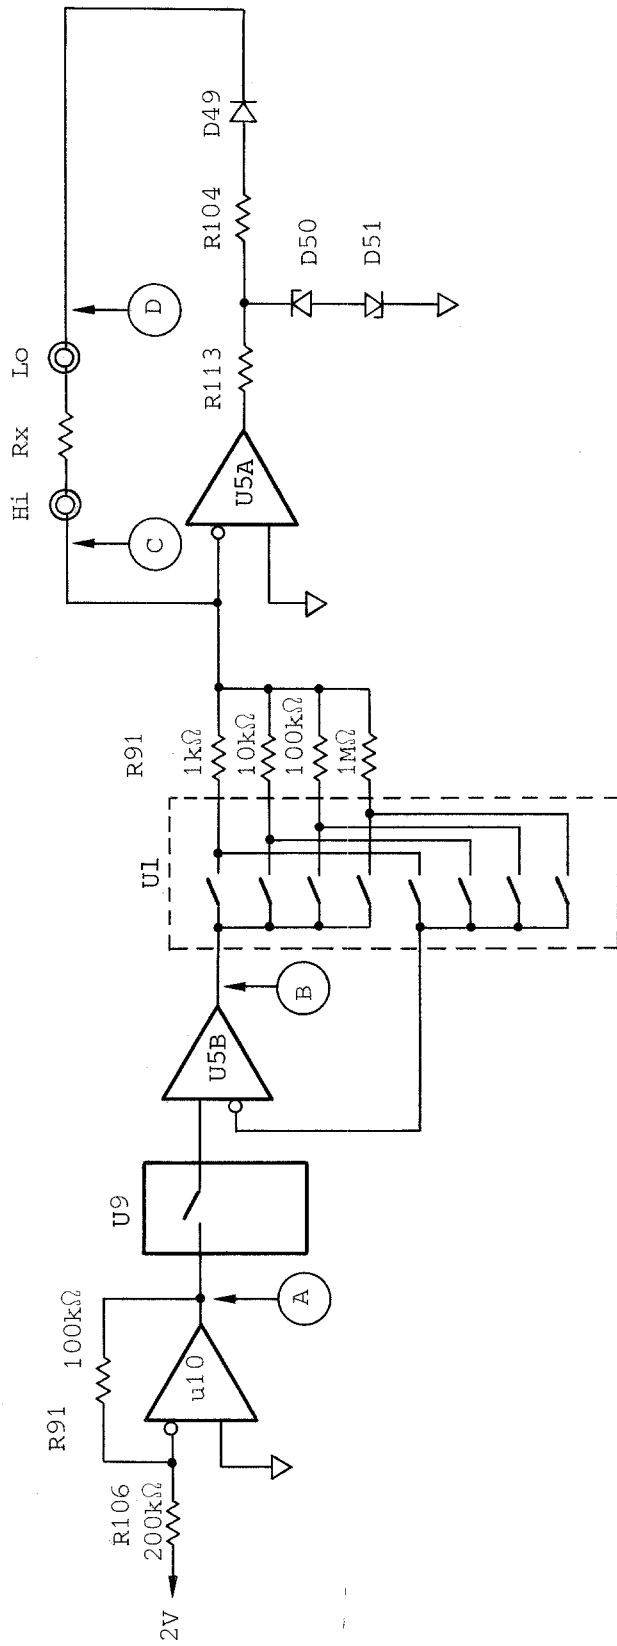 2V
R106
200kΩ
R91
100kΩ
u10
A
U9
U5B
B
U1
R91
1kΩ
10kΩ
100kΩ
1MΩ
C
Hi
Rx
Lo
D
U5A
R113
R104
D49
D50
D51